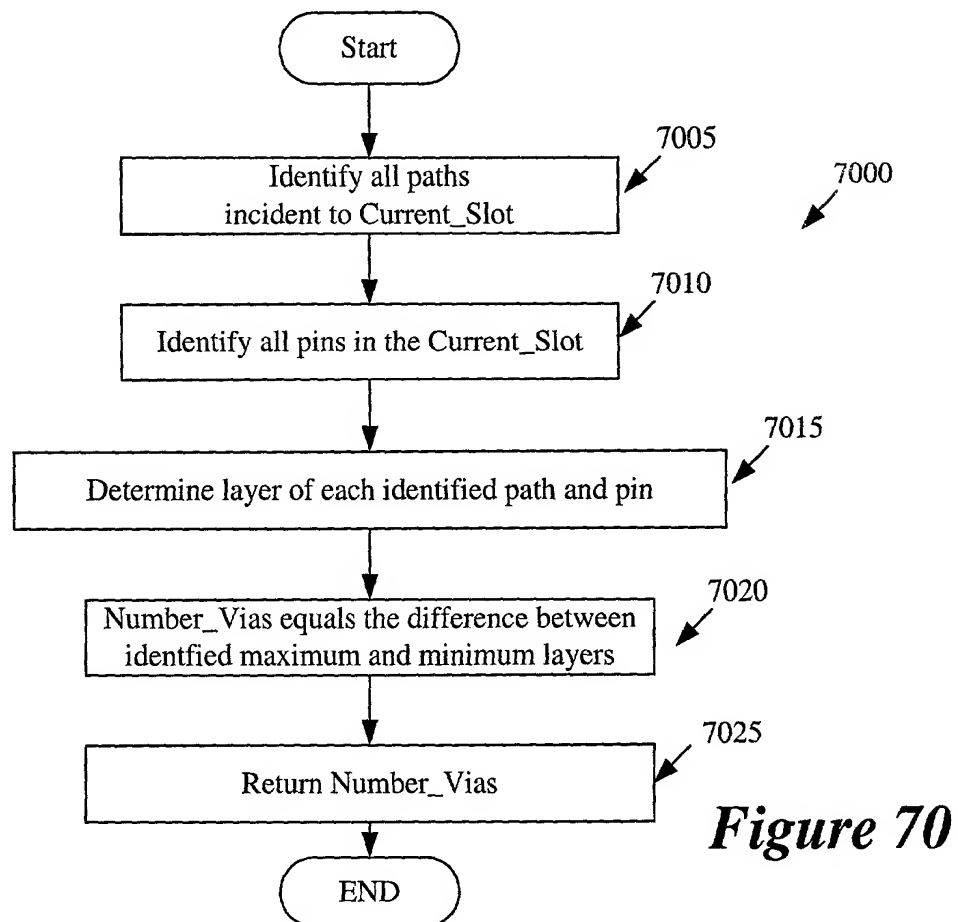 Start
7005
Identify all paths
incident to Current_Slot
7000
7010
Identify all pins in the Current_Slot
7015
Determine layer of each identified path and pin
7020
Number_Vias equals the difference between
identfied maximum and minimum layers
7025
Return Number_Vias
Figure 70
END